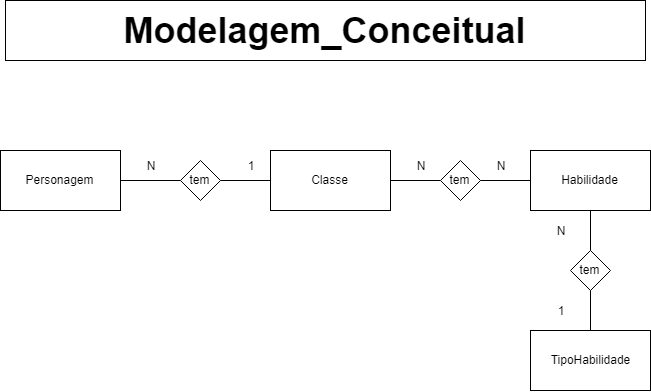 Modelagem_Conceitual
Personagem N tem 1 Classe N tem N Habilidade
N
tem
1
TipoHabilidade